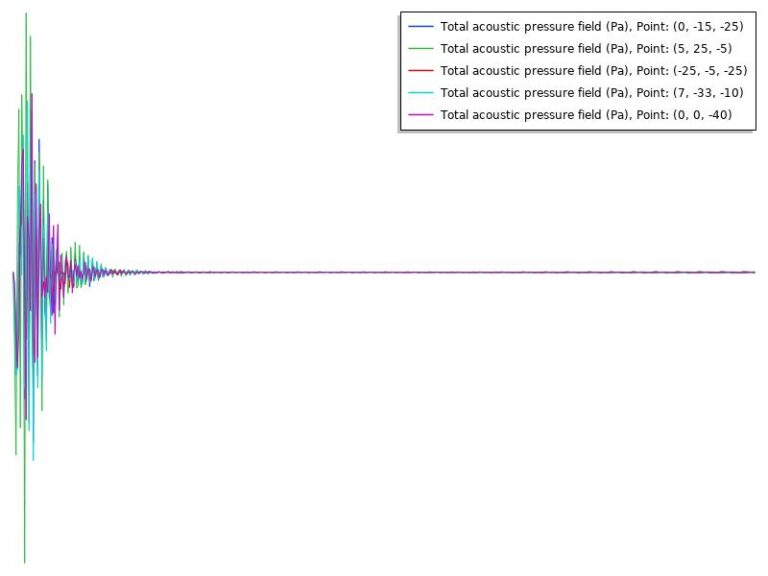 Total acoustic pressure field (Pa), Point: (0, -15, -25)
Total acoustic pressure field (Pa), Point: (5, 25, -5)
Total acoustic pressure field (Pa), Point: (-25, -5, -25)
Total acoustic pressure field (Pa), Point: (7, -33, -10)
Total acoustic pressure field (Pa), Point: (0, 0, -40)